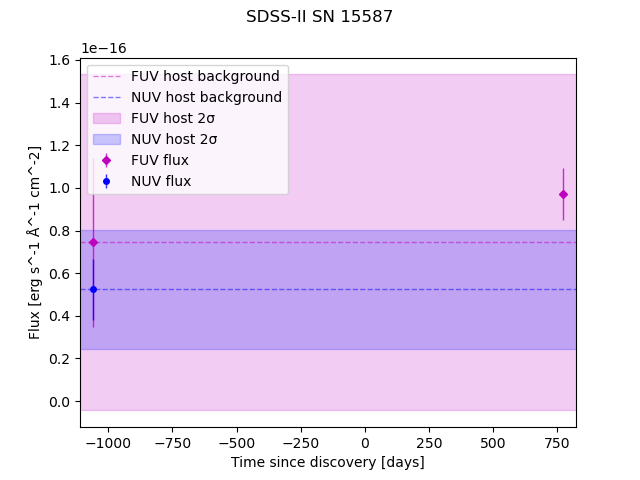 SDSS-II SN 15587
1e−16
1.6
1.4
1.2
1.0
0.8
0.6
0.4
0.2
0.0
Flux [erg s^-1 Å^-1 cm^-2]
FUV host background
NUV host background
FUV host 2σ
NUV host 2σ
FUV flux
NUV flux
−1000 −750 −500 −250 0 250 500 750
Time since discovery [days]